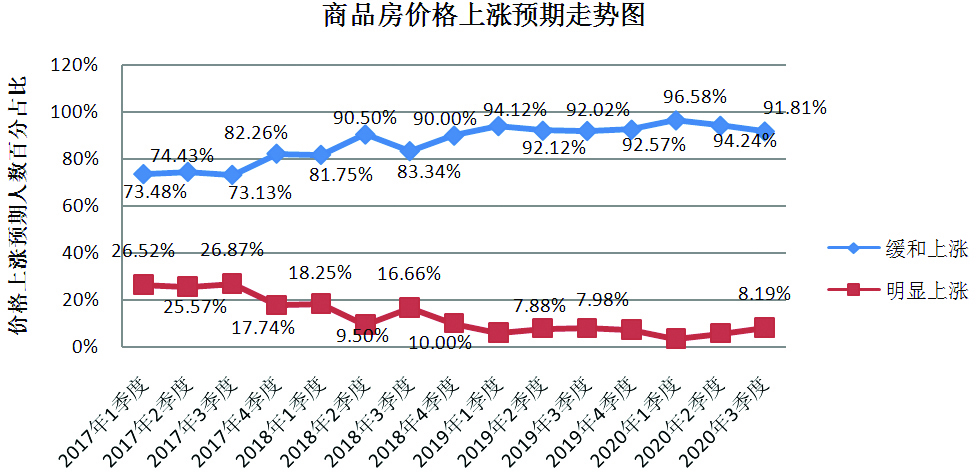 商品房价格上涨预期走势图
价格上涨预期人数百分占比
120%
100%
80%
60%
40%
20%
0%
73.48%
74.43%
73.13%
82.26%
81.75%
90.50%
83.34%
90.00%
94.12%
92.12%
92.02%
92.57%
96.58%
94.24%
91.81%
26.52%
25.57%
26.87%
17.74%
18.25%
9.50%
16.66%
10.00%
7.88%
7.98%
8.19%
缓和上涨
明显上涨
2017年1季度
2017年2季度
2017年3季度
2017年4季度
2018年1季度
2018年2季度
2018年3季度
2018年4季度
2019年1季度
2019年2季度
2019年3季度
2019年4季度
2020年1季度
2020年2季度
2020年3季度